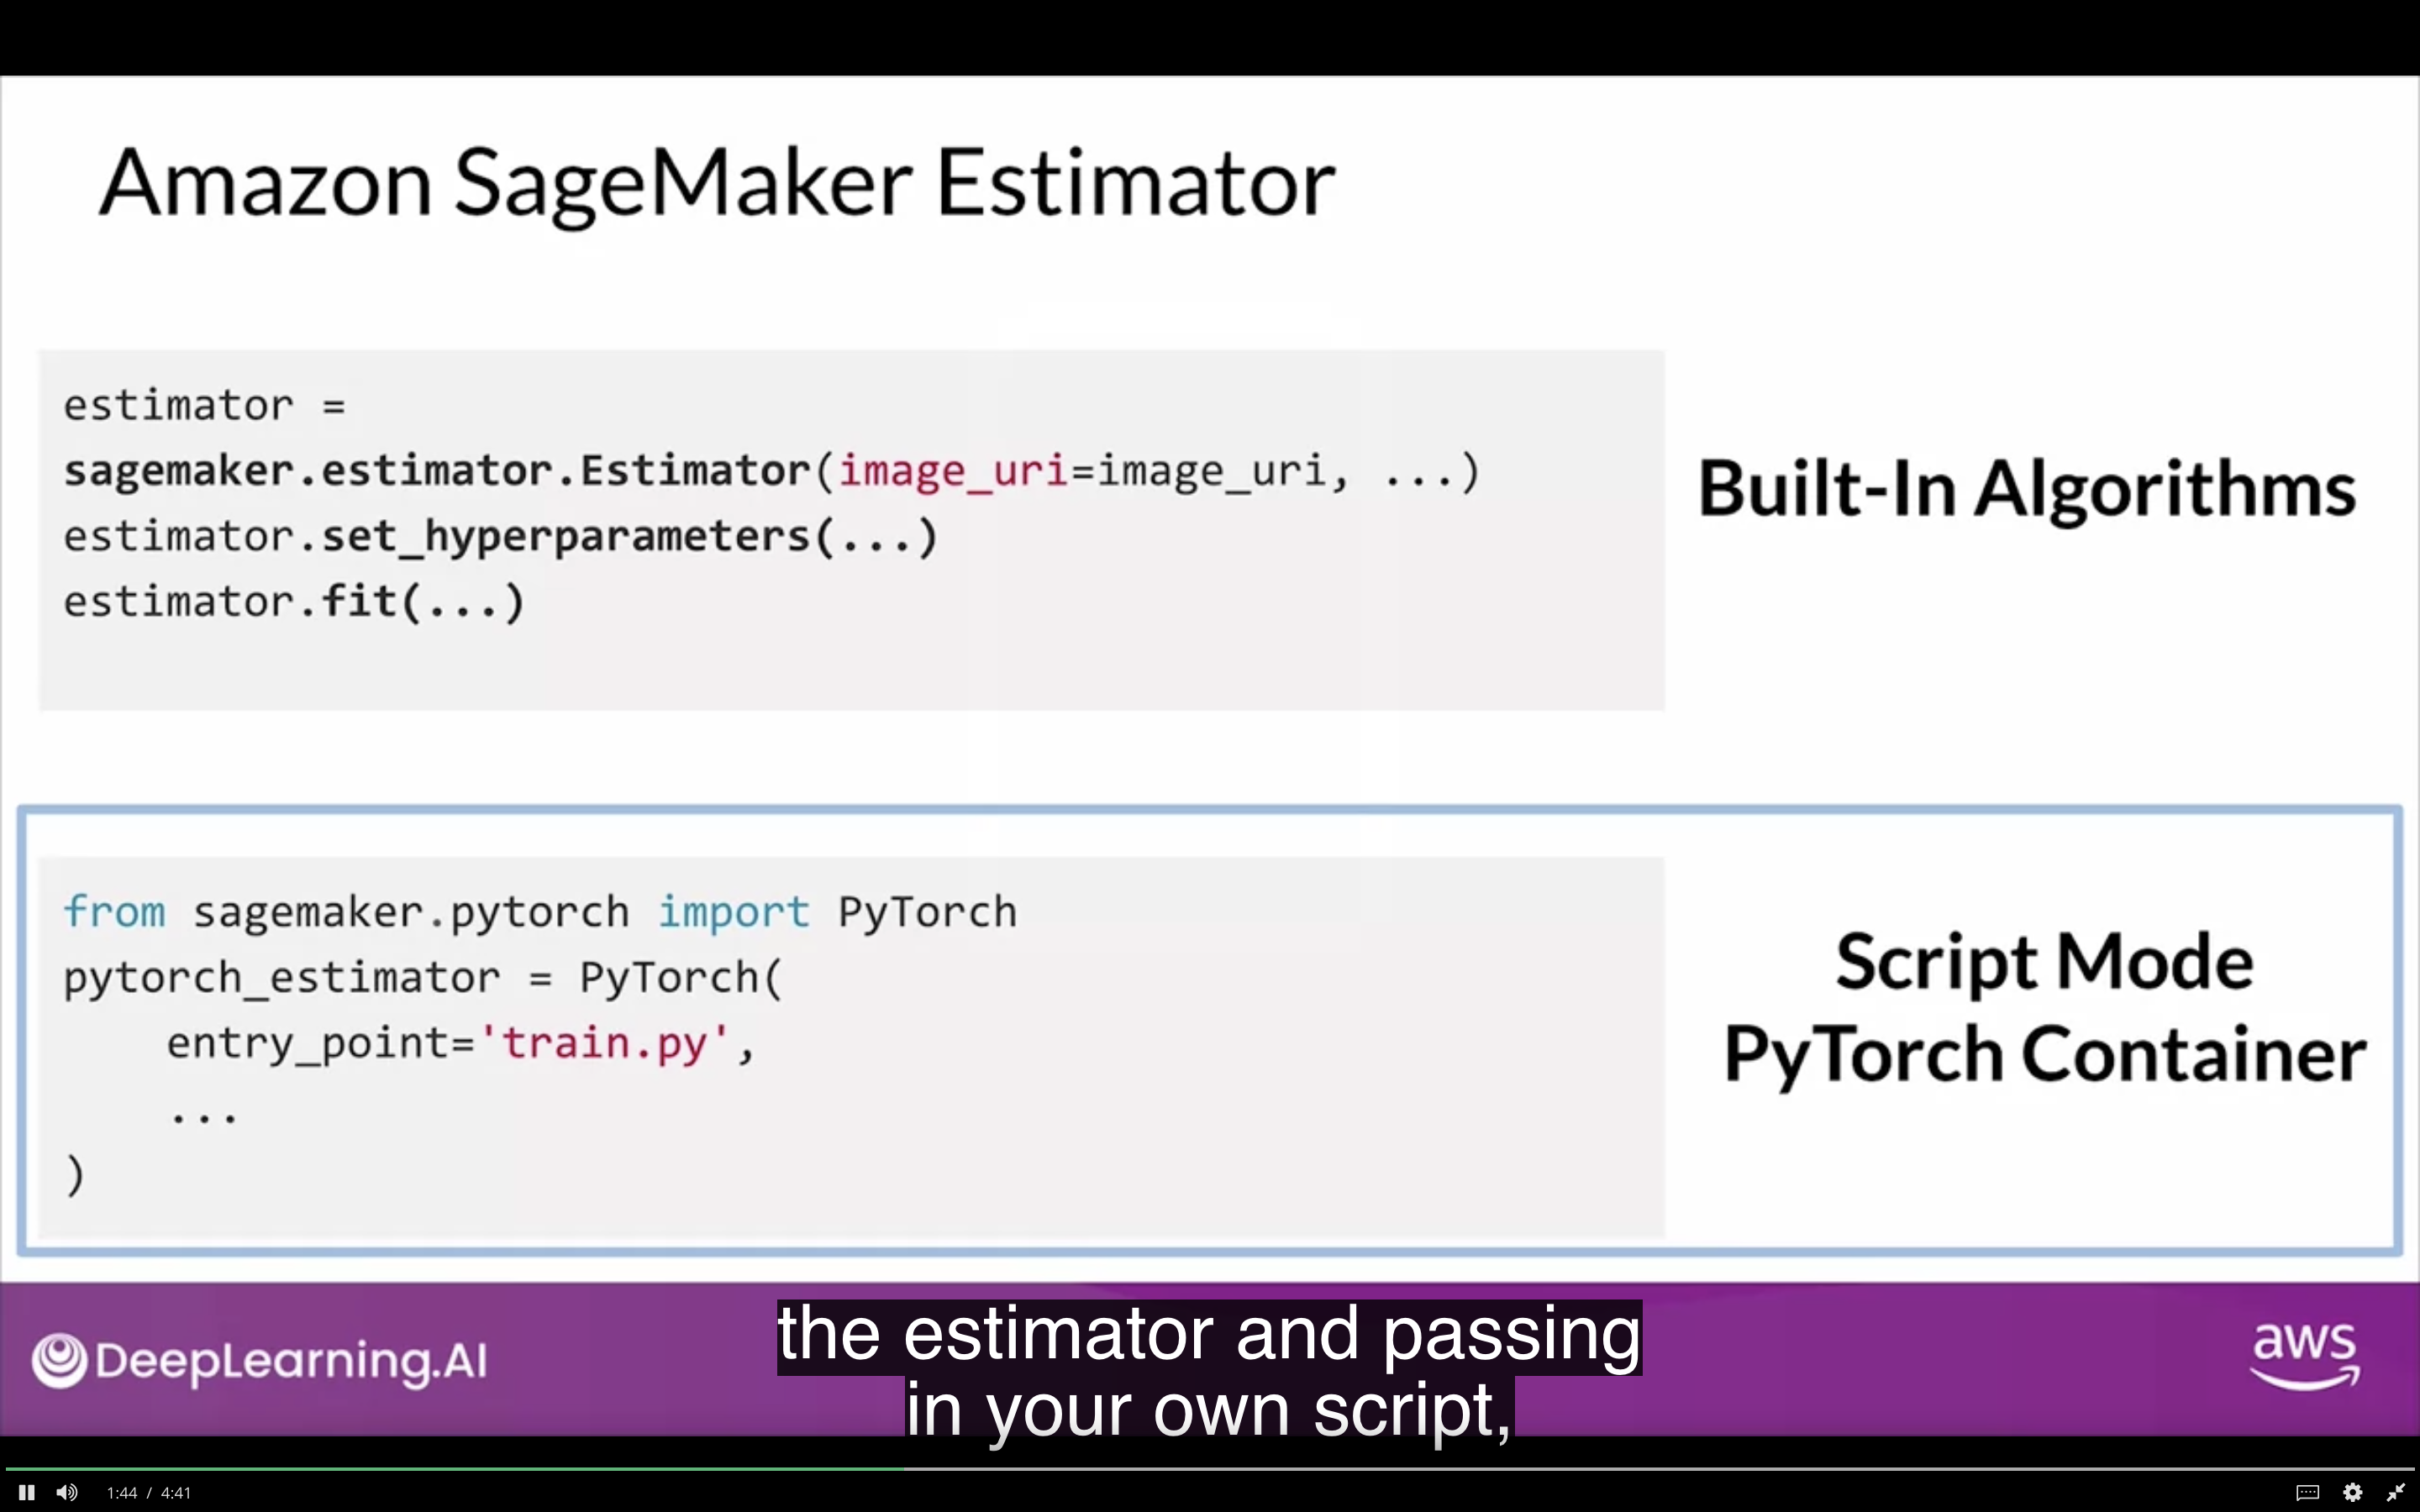 Amazon SageMaker Estimator
estimator =
sagemaker.estimator.Estimator(image_uri=image_uri, ...)
estimator.set_hyperparameters(...)
estimator.fit(...)
Built-In Algorithms
from sagemaker.pytorch import PyTorch
pytorch_estimator = PyTorch(
    entry_point='train.py',
    ...
)
Script Mode
PyTorch Container
DeepLearning.AI
the estimator and passing
in your own script,
aws
1:44 / 4:41